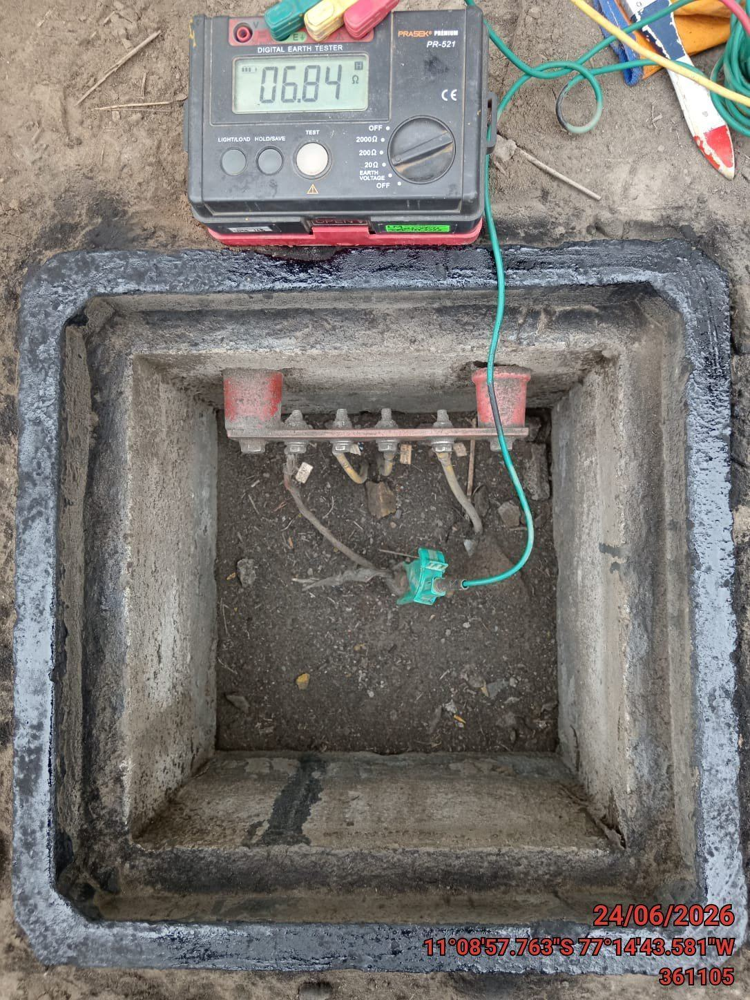 V
E
PRASEK® PREMIUM
PR-521
DIGITAL EARTH TESTER
06.84
Ω
H
CE
LIGHT/LOAD
HOLD/SAVE
TEST
OFF
2000Ω
200Ω
20Ω
EARTH
VOLTAGE
OFF
OPEN
24/06/2026
11°08'57.763"S 77°14'43.581"W
361105